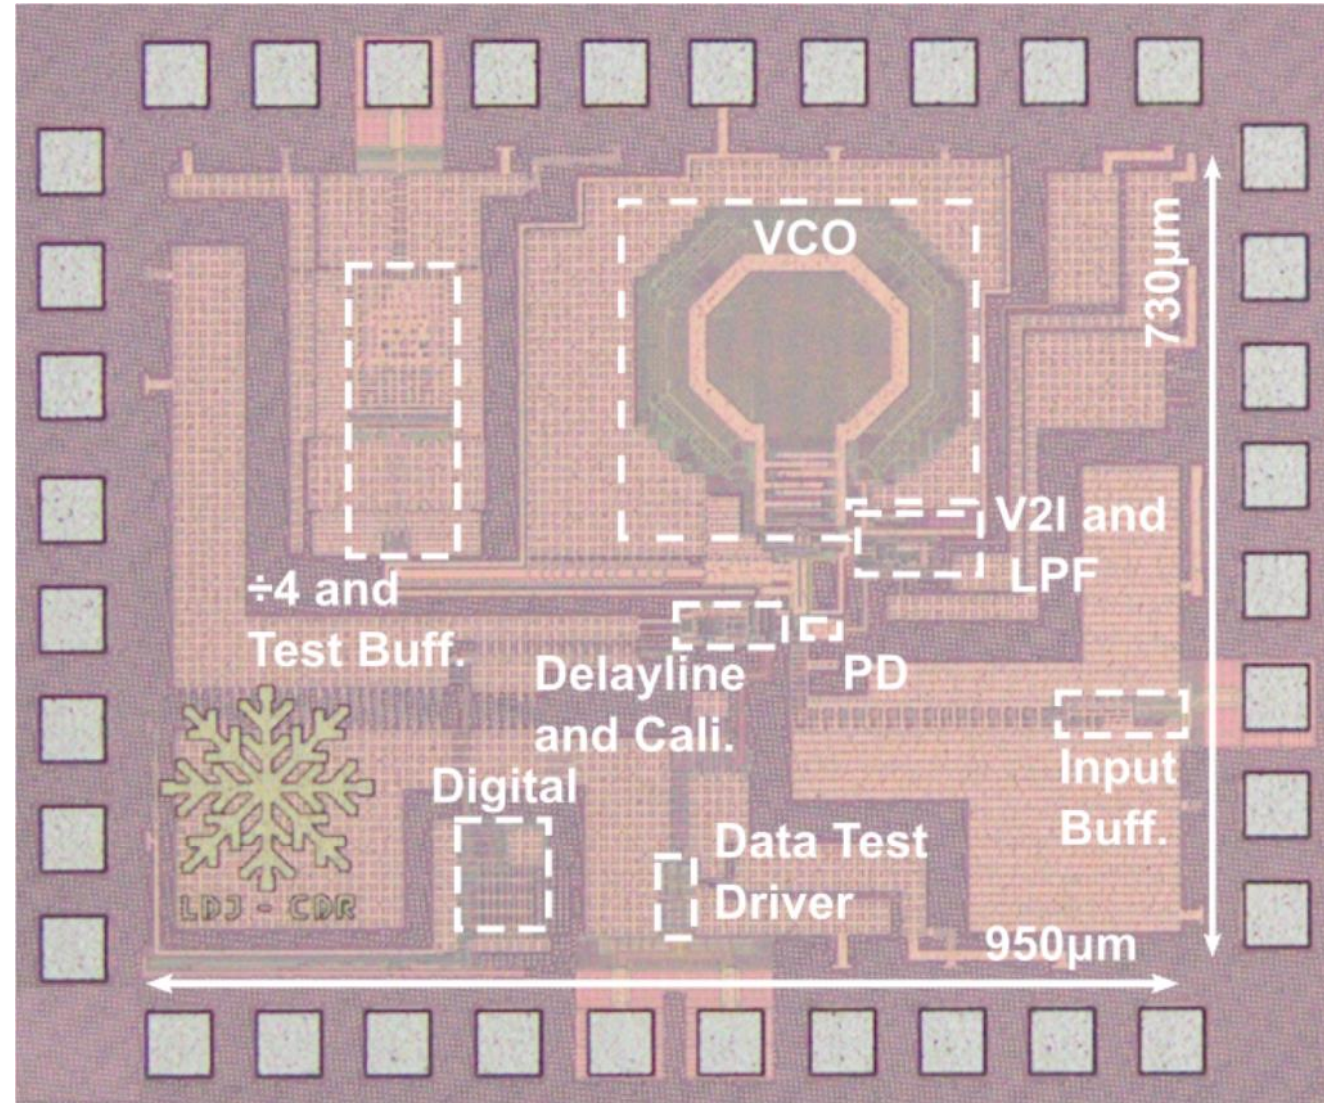 VCO
730μm
V2I and
LPF
÷4 and
Test Buff.
Delayline
and Cali.
PD
Input
Buff.
Digital
Data Test
Driver
LDJ - CDR
950μm